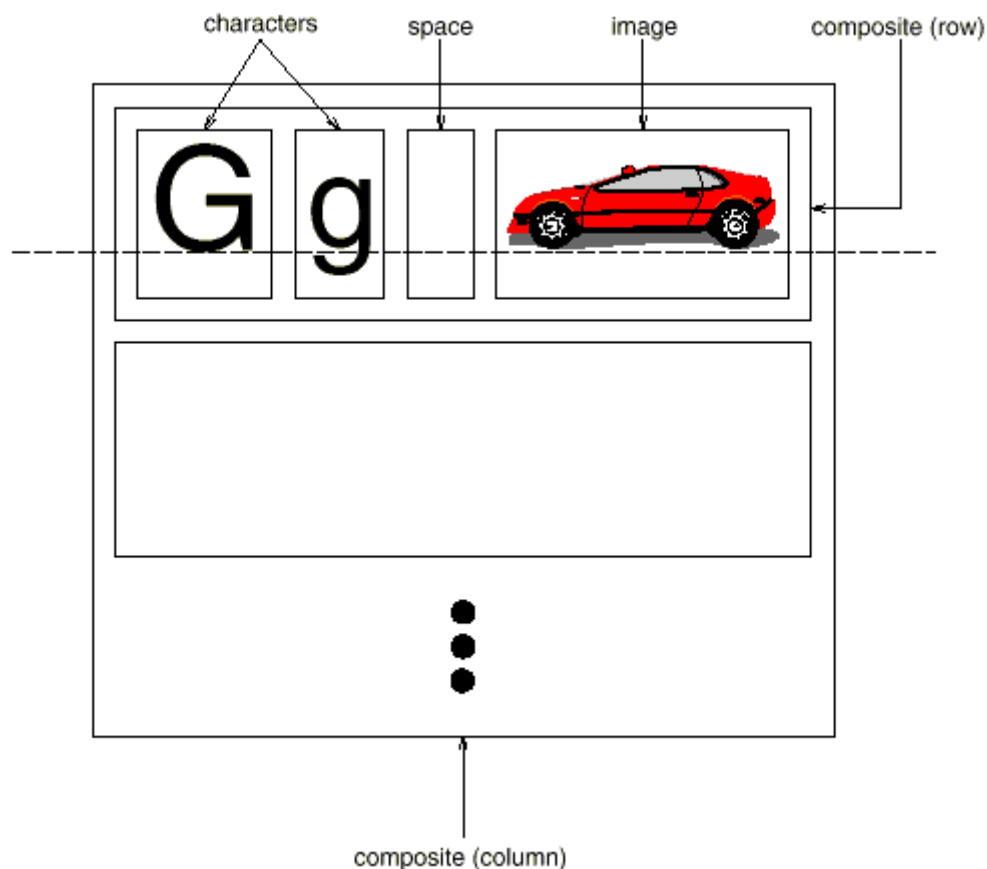 characters space image composite (row)
G g
composite (column)